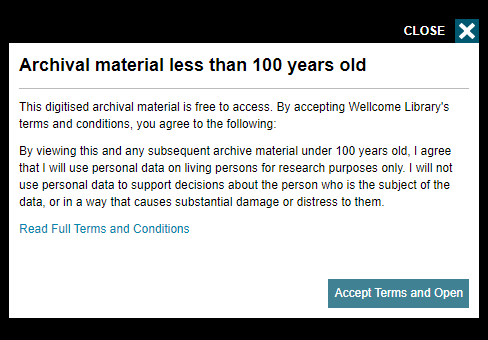 CLOSE
Archival material less than 100 years old
This digitised archival material is free to access. By accepting Wellcome Library's
terms and conditions, you agree to the following:
By viewing this and any subsequent archive material under 100 years old, I agree
that I will use personal data on living persons for research purposes only. I will not
use personal data to support decisions about the person who is the subject of the
data, or in a way that causes substantial damage or distress to them.
Read Full Terms and Conditions
Accept Terms and Open